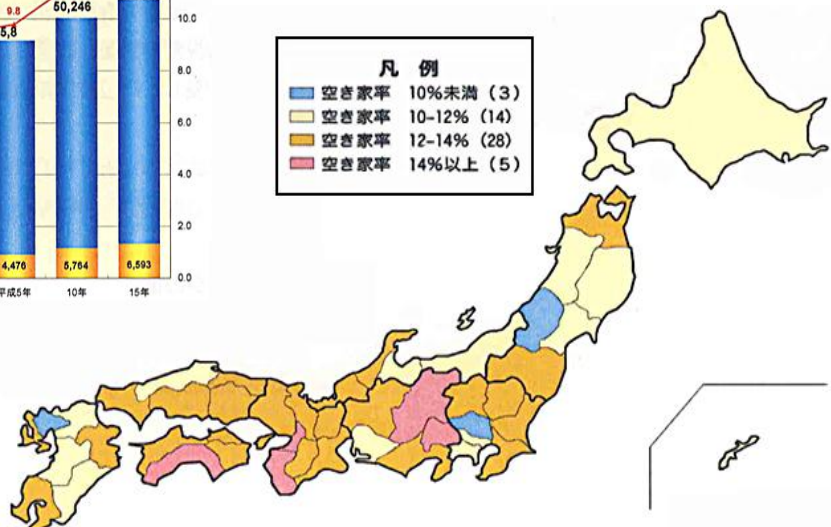 9.8
50,246
10.0
5,8
8.0
6.0
4.0
2.0
4,476
5,764
6,593
0.0
平成5年
10年
15年
凡 例
空き家率 10%未満 (3)
空き家率 10-12% (14)
空き家率 12-14% (28)
空き家率 14%以上 (5)